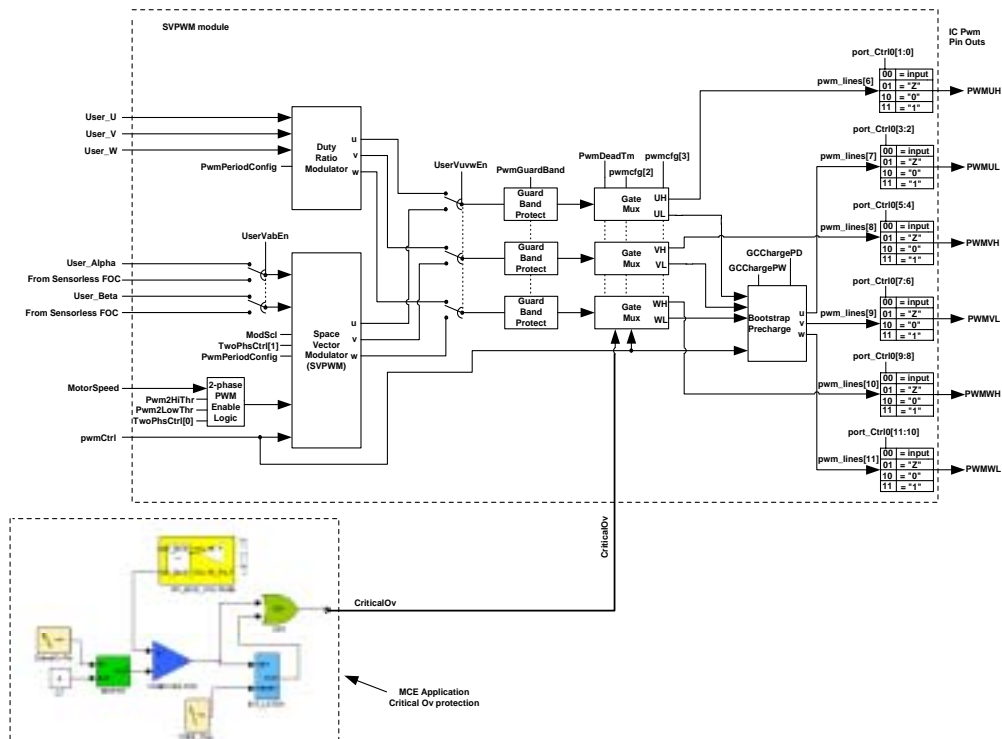 SVPWM module
IC Pwm
Pin Outs
port_Ctrl0[1:0]
00 = input
01 = "Z"
10 = "0"
11 = "1"
pwm_lines[6]
PWMUH
User_U
User_V
User_W
PwmPeriodConfig
Duty
Ratio
Modulator
u
v
w
UserVuvwEn
PwmGuardBand
PwmDeadTm
pwmcfg[3]
pwmcfg[2]
Guard
Band
Protect
Gate
Mux
UH
UL
port_Ctrl0[3:2]
00 = input
01 = "Z"
10 = "0"
11 = "1"
pwm_lines[7]
PWMUL
port_Ctrl0[5:4]
00 = input
01 = "Z"
10 = "0"
11 = "1"
pwm_lines[8]
PWMVH
UserVabEn
User_Alpha
From Sensorless FOC
User_Beta
From Sensorless FOC
Guard
Band
Protect
Gate
Mux
VH
VL
GCChargePD
GCChargePW
Guard
Band
Protect
Gate
Mux
WH
WL
Bootstrap
Precharge
u
v
w
port_Ctrl0[7:6]
00 = input
01 = "Z"
10 = "0"
11 = "1"
pwm_lines[9]
PWMVL
ModScl
TwoPhsCtrl[1]
PwmPeriodConfig
Space
Vector
Modulator
(SVPWM)
u
v
w
MotorSpeed
Pwm2HiThr
Pwm2LowThr
TwoPhsCtrl[0]
2-phase
PWM
Enable
Logic
pwmCtrl
port_Ctrl0[9:8]
00 = input
01 = "Z"
10 = "0"
11 = "1"
pwm_lines[10]
PWMWH
port_Ctrl0[11:10]
00 = input
01 = "Z"
10 = "0"
11 = "1"
pwm_lines[11]
PWMWL
CriticalOv
CriticalOv
MCE Application
Critical Ov protection